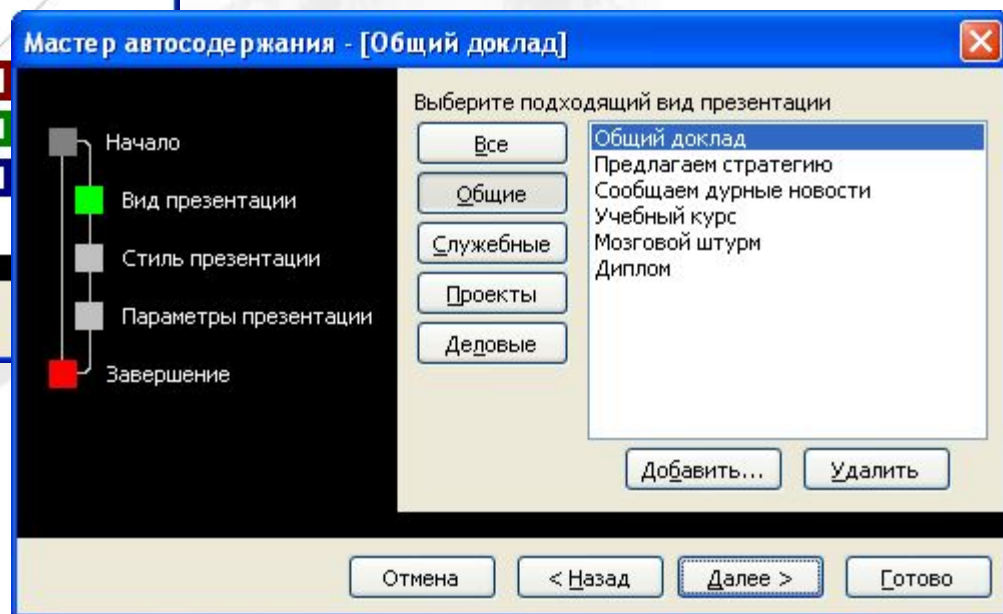 Мастер автосодержания - [Общий доклад]
Начало
Вид презентации
Стиль презентации
Параметры презентации
Завершение
Выберите подходящий вид презентации
Все
Общие
Служебные
Проекты
Деловые
Общий доклад
Предлагаем стратегию
Сообщаем дурные новости
Учебный курс
Мозговой штурм
Диплом
Добавить...
Удалить
Отмена
< Назад
Далее >
Готово